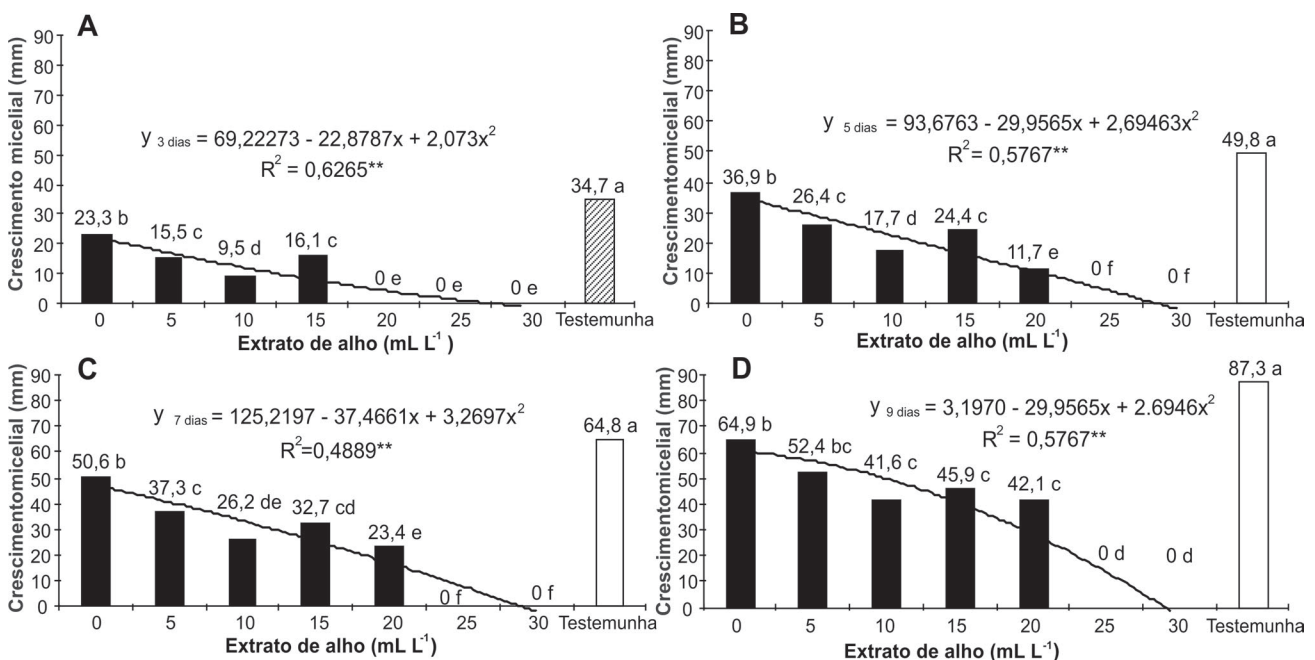 A
Crescimento micelial (mm)
90
80
70
60
50
40
30
20
10
0
y 3 dias = 69,22273 - 22,8787x + 2,073x²
R² = 0,6265**
23,3 b
15,5 c
9,5 d
16,1 c
0 e
0 e
0 e
34,7 a
0 5 10 15 20 25 30 Testemunha
Extrato de alho (mL L⁻¹ )
B
Crescimentomicelial (mm)
90
80
70
60
50
40
30
20
10
0
y 5 dias = 93,6763 - 29,9565x + 2,69463x²
R² = 0,5767**
36,9 b
26,4 c
17,7 d
24,4 c
11,7 e
0 f
0 f
49,8 a
0 5 10 15 20 25 30 Testemunha
Extrato de alho (mL L⁻¹)
C
Crescimentomicelial (mm)
90
80
70
60
50
40
30
20
10
0
y 7 dias = 125,2197 - 37,4661x + 3,2697x²
R²=0,4889**
50,6 b
37,3 c
26,2 de
32,7 cd
23,4 e
0 f
0 f
64,8 a
0 5 10 15 20 25 30 Testemunha
Extrato de alho (mL L⁻¹)
D
Crescimentomicelial (mm)
90
80
70
60
50
40
30
20
10
0
y 9 dias = 3,1970 - 29,9565x + 2.6946x²
R² = 0,5767**
64,9 b
52,4 bc
41,6 c
45,9 c
42,1 c
0 d
0 d
87,3 a
0 5 10 15 20 25 30 Testemunha
Extrato de alho (mL L⁻¹)